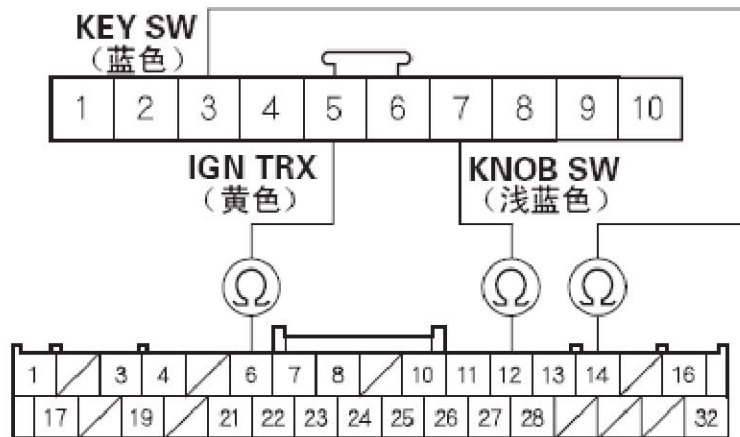 KEY SW
（蓝色）
1 2 3 4 5 6 7 8 9 10
IGN TRX
（黄色）
KNOB SW
（浅蓝色）
Ω Ω Ω
1 3 4 6 7 8 10 11 12 13 14 16
17 19 21 22 23 24 25 26 27 28 32